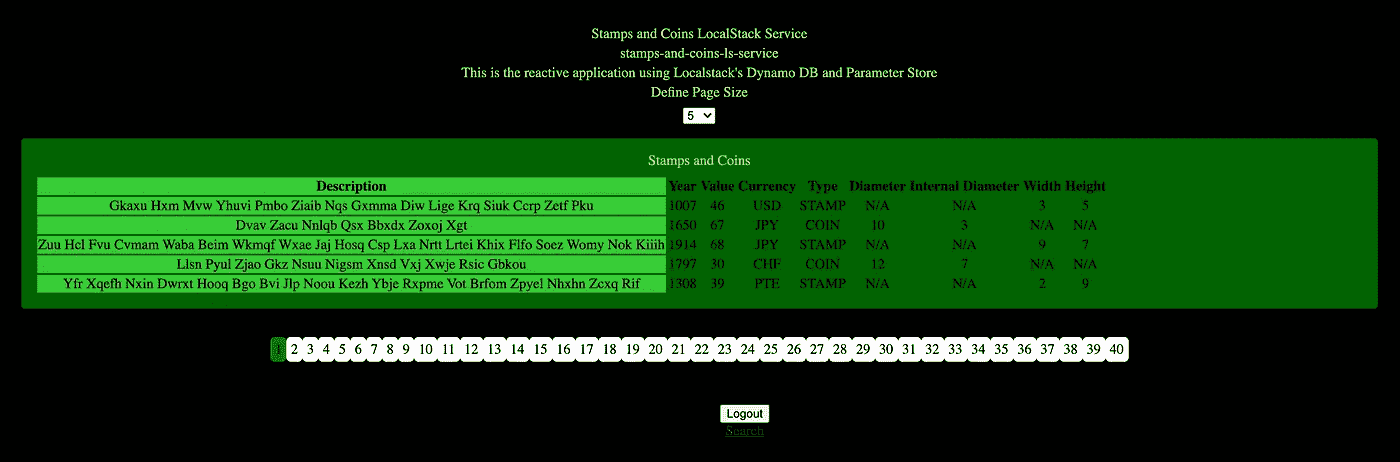 Stamps and Coins LocalStack Service
stamps-and-coins-ls-service
This is the reactive application using Localstack's Dynamo DB and Parameter Store
Define Page Size
5
Stamps and Coins
Description Year Value Currency Type Diameter Internal Diameter Width Height
Gkaxu Hxm Mvw Yhuvi Pmbo Ziaib Nqs Gxmma Diw Lige Krq Siuk Ccrp Zetf Pku 1007 46 USD STAMP N/A N/A 3 5
Dvav Zacu Nnlqb Qsx Bbxdx Zoxoj Xgt 1650 67 JPY COIN 10 3 N/A N/A
Zuu Hcl Fvu Cvmam Waba Beim Wkmqf Wxae Jaj Hosq Csp Lxa Nrtt Lrtei Khix Flfo Soez Womy Nok Kiiih 1914 68 JPY STAMP N/A N/A 9 7
Llsn Pyul Zjao Gkz Nsuu Nigsm Xnsd Vxj Xwje Rsic Gbkou 1797 30 CHF COIN 12 7 N/A N/A
Yfr Xqefh Nxin Dwrxt Hooq Bgo Bvi Jlp Noou Kezh Ybje Rxpme Vot Brfom Zpyel Nhxhn Zcxq Rif 1308 39 PTE STAMP N/A N/A 2 9
1 2 3 4 5 6 7 8 9 10 11 12 13 14 15 16 17 18 19 20 21 22 23 24 25 26 27 28 29 30 31 32 33 34 35 36 37 38 39 40
Logout
Search